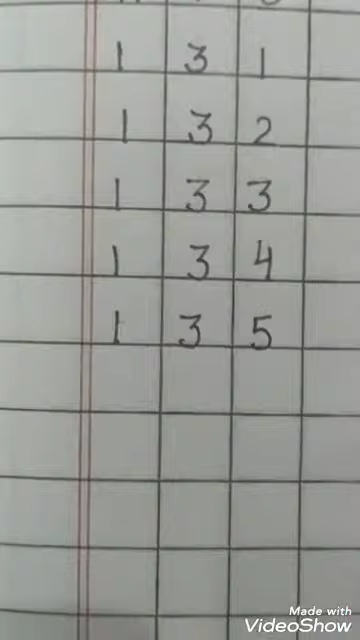 1 3 1
1 3 2
1 3 3
1 3 4
1 3 5
Made with
VideoShow